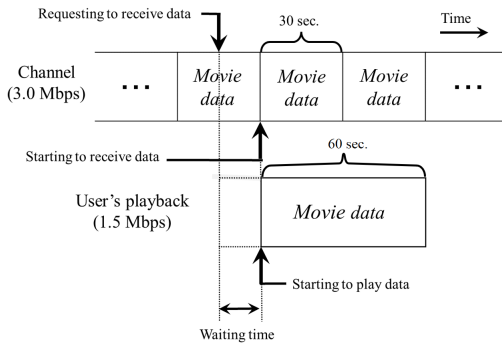 Requesting to receive data
30 sec.
Time
Channel
(3.0 Mbps)
...
Movie
data
Movie
data
Movie
data
...
Starting to receive data
60 sec.
User's playback
(1.5 Mbps)
Movie data
Starting to play data
Waiting time